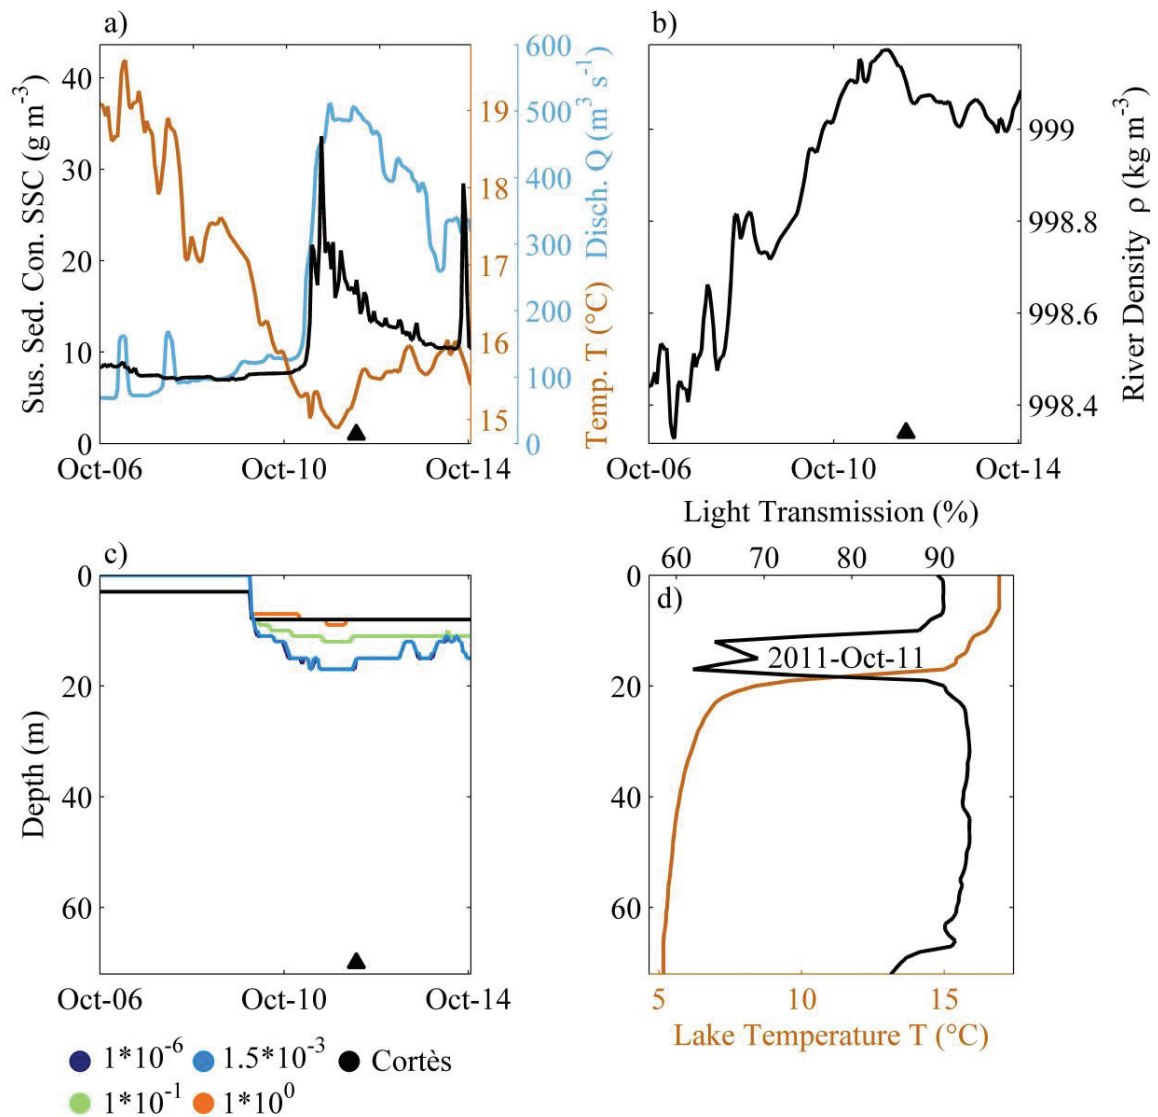 a)
Sus. Sed. Con. SSC (g m-3)
40
30
20
10
0
Oct-06
Oct-10
Oct-14
19
18
17
16
15
Temp. T (°C)
600
500
400
300
200
100
0
Disch. Q (m3 s-1)
b)
999
998.8
998.6
998.4
River Density ρ (kg m-3)
Oct-06
Oct-10
Oct-14
c)
Depth (m)
0
20
40
60
Oct-06
Oct-10
Oct-14
1*10-6
1.5*10-3
Cortès
1*10-1
1*100
Light Transmission (%)
60
70
80
90
d)
0
20
40
60
2011-Oct-11
5
10
15
Lake Temperature T (°C)